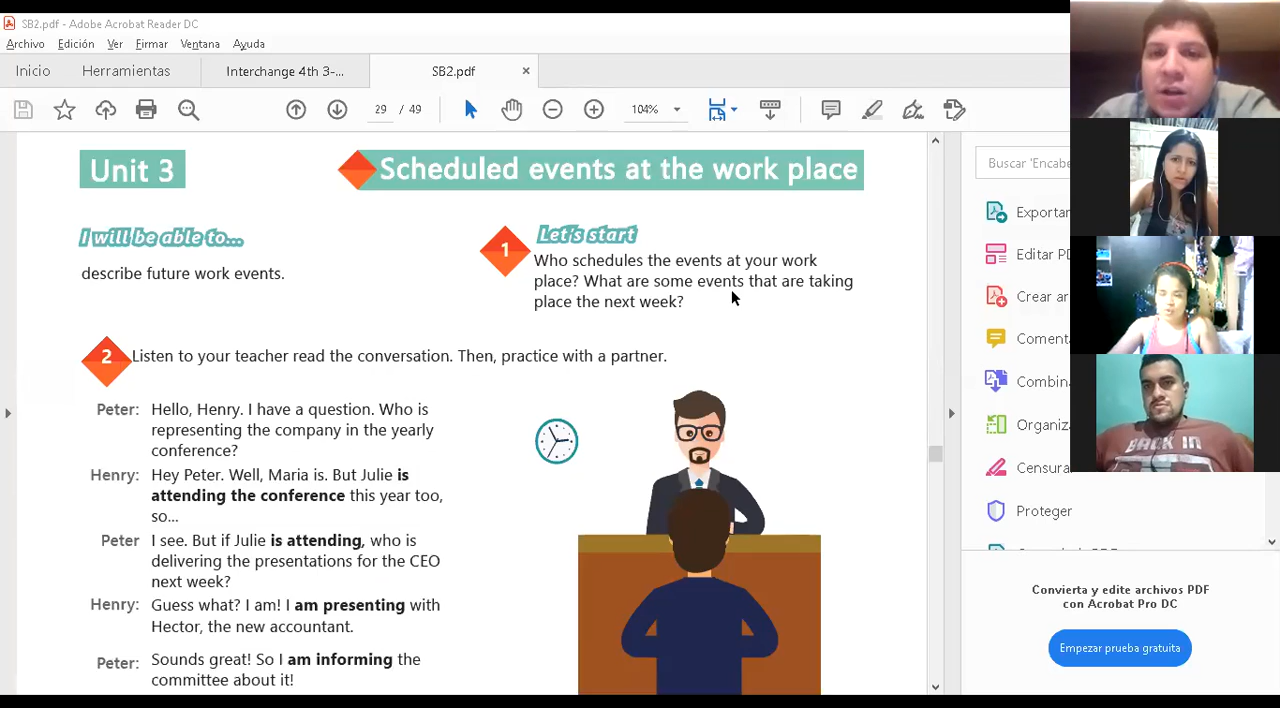 SB2.pdf - Adobe Acrobat Reader DC
Archivo Edición Ver Firmar Ventana Ayuda
Inicio Herramientas Interchange 4th 3-... SB2.pdf ×
29 / 49 104%
Unit 3 Scheduled events at the work place
I will be able to...
describe future work events.
1 Let's start
Who schedules the events at your work
place? What are some events that are taking
place the next week?
2 Listen to your teacher read the conversation. Then, practice with a partner.
Peter: Hello, Henry. I have a question. Who is
representing the company in the yearly
conference?
Henry: Hey Peter. Well, Maria is. But Julie is
attending the conference this year too,
so...
Peter I see. But if Julie is attending, who is
delivering the presentations for the CEO
next week?
Henry: Guess what? I am! I am presenting with
Hector, the new accountant.
Peter: Sounds great! So I am informing the
committee about it!
Buscar 'Encabe
Exportar
Editar PD
Crear ar
Coment
Combin
Organiza
Censura
Proteger
Convierta y edite archivos PDF
con Acrobat Pro DC
Empezar prueba gratuita
BACK IN